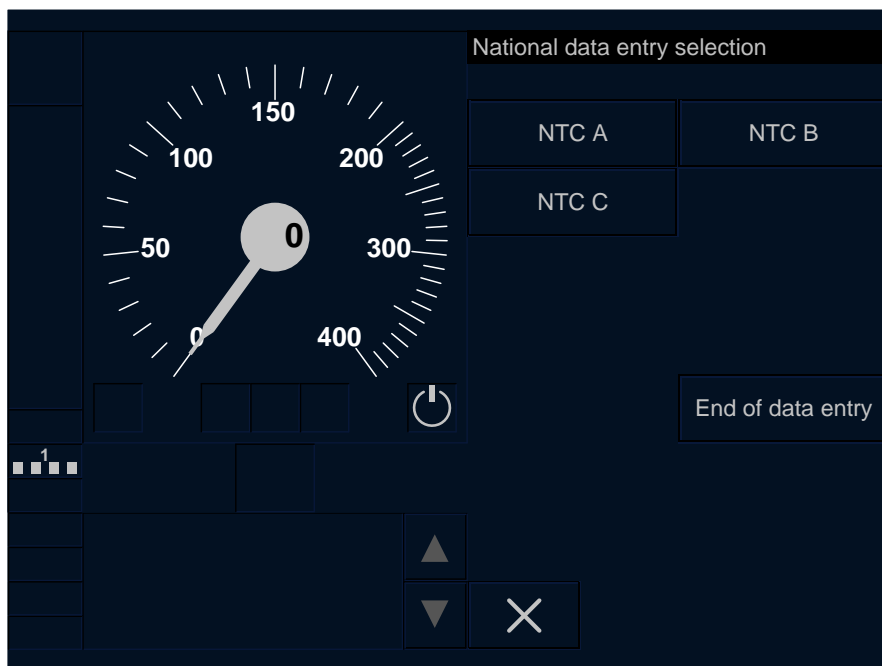 National data entry selection
150
NTC A
NTC B
100
200
NTC C
0
50
300
0
400
End of data entry
1